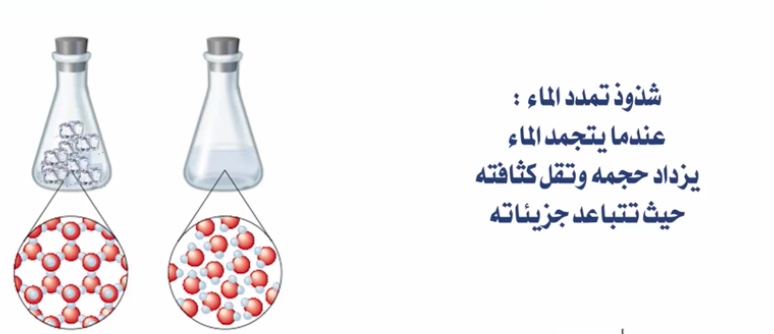 شذوذ تمدد الماء :
عندما يتجمد الماء
يزداد حجمه وتقل كثافته
حيث تتباعد جزيئاته